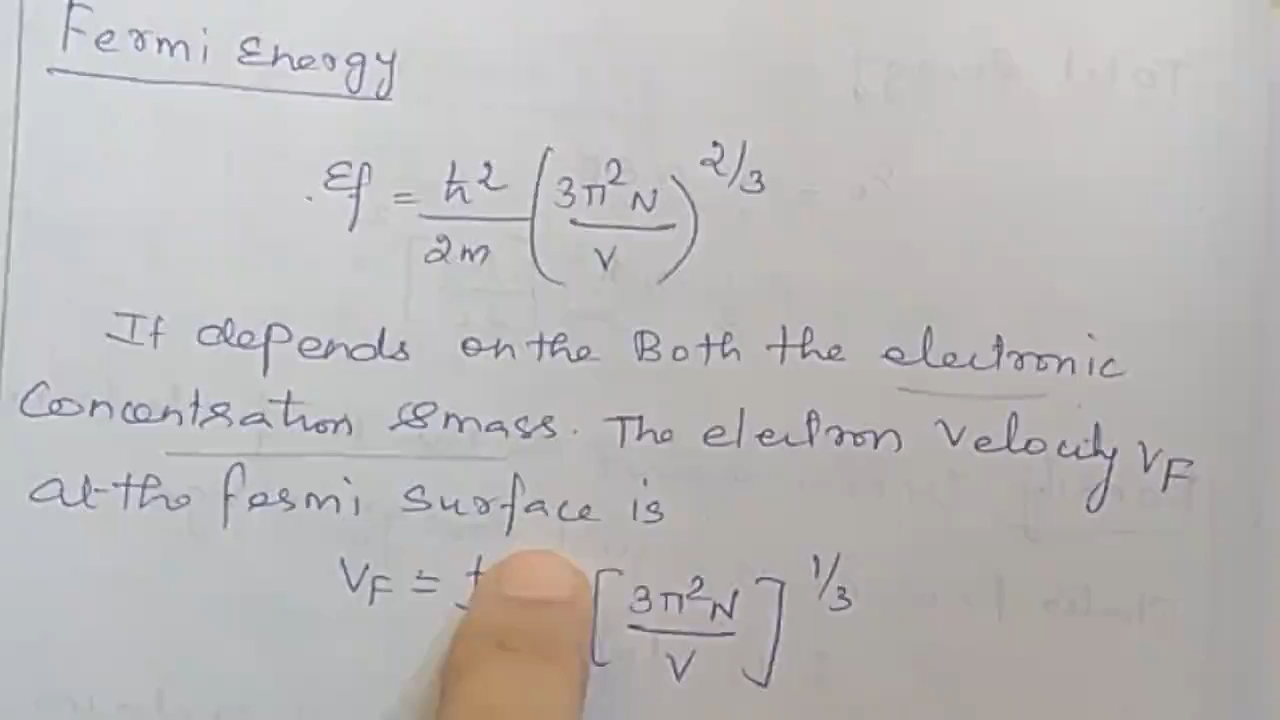 Fermi Energy
Ef = ℏ²/2m (3π²N/V)^2/3
It depends on the Both the electronic
Concentration & mass. The electron Velocity VF
at the fermi surface is
VF = [3π²N/V]^1/3